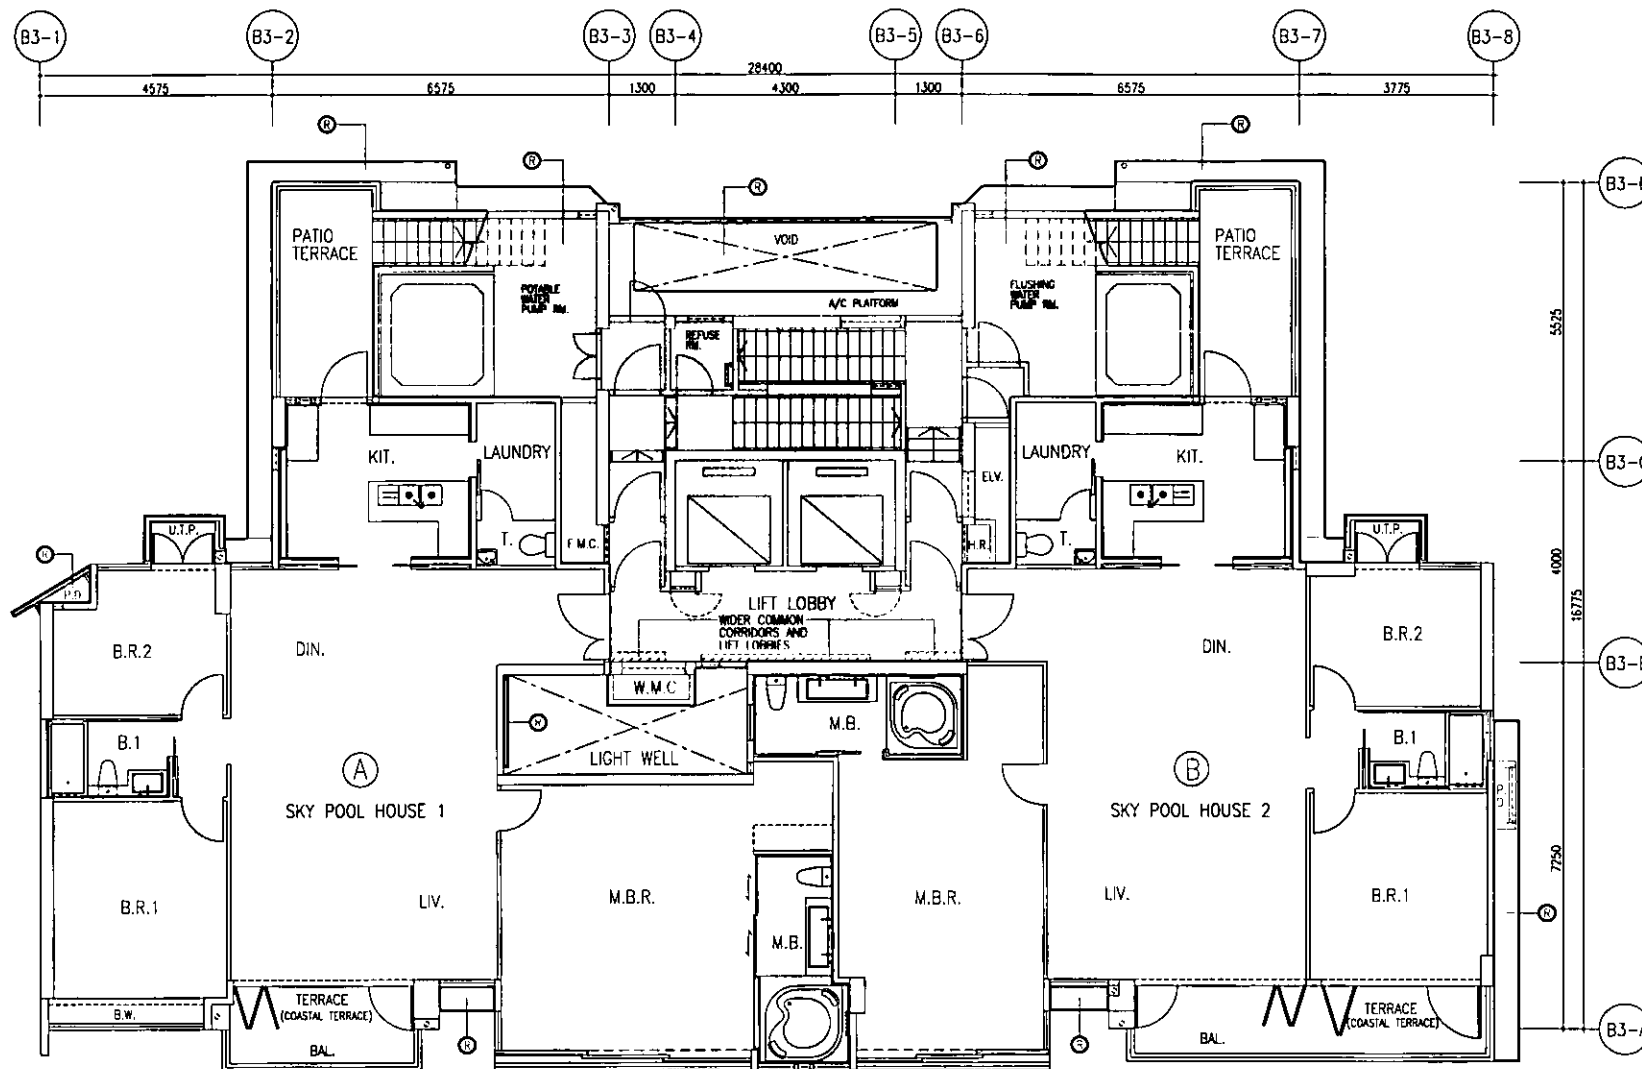 B3-1 B3-2 B3-3 B3-4 B3-5 B3-6 B3-7 B3-8
28400
4575 6575 1300 4300 1300 6575 3775
R R
R R
R
PATIO
TERRACE
VOID
PATIO
TERRACE
POTABLE
WATER
PUMP RM.
A/C PLATFORM
FLUSHING
WATER
PUMP RM.
REFUSE
RM.
5525
KIT.
LAUNDRY
LAUNDRY
KIT.
ELV.
U.T.P.
T.
F.M.C.
H.R.
T.
U.T.P.
R
P.D
4000
16775
LIFT LOBBY
WIDER COMMON
CORRIDORS AND
LIFT LOBBIES
B.R.2
DIN.
DIN.
B.R.2
W.M.C
R
M.B.
B.1
LIGHT WELL
B.1
A
B
SKY POOL HOUSE 1
SKY POOL HOUSE 2
P.D
7250
B.R.1
LIV.
M.B.R.
M.B.R.
LIV.
B.R.1
R
M.B.
B.W.
TERRACE
(COASTAL TERRACE)
BAL.
R
R
TERRACE
(COASTAL TERRACE)
BAL.